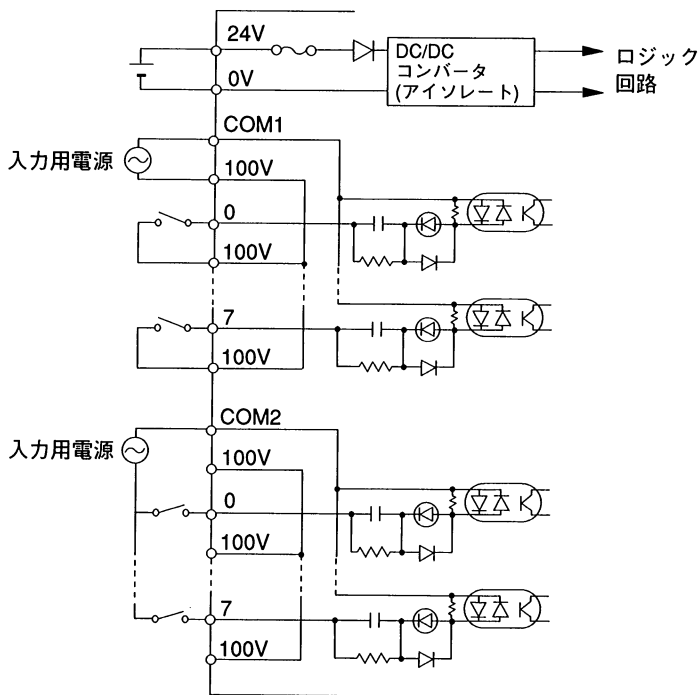 24V
DC/DC
コンバータ
(アイソレート)
ロジック
回路
0V
COM1
入力用電源
100V
0
100V
7
100V
COM2
入力用電源
100V
0
100V
7
100V